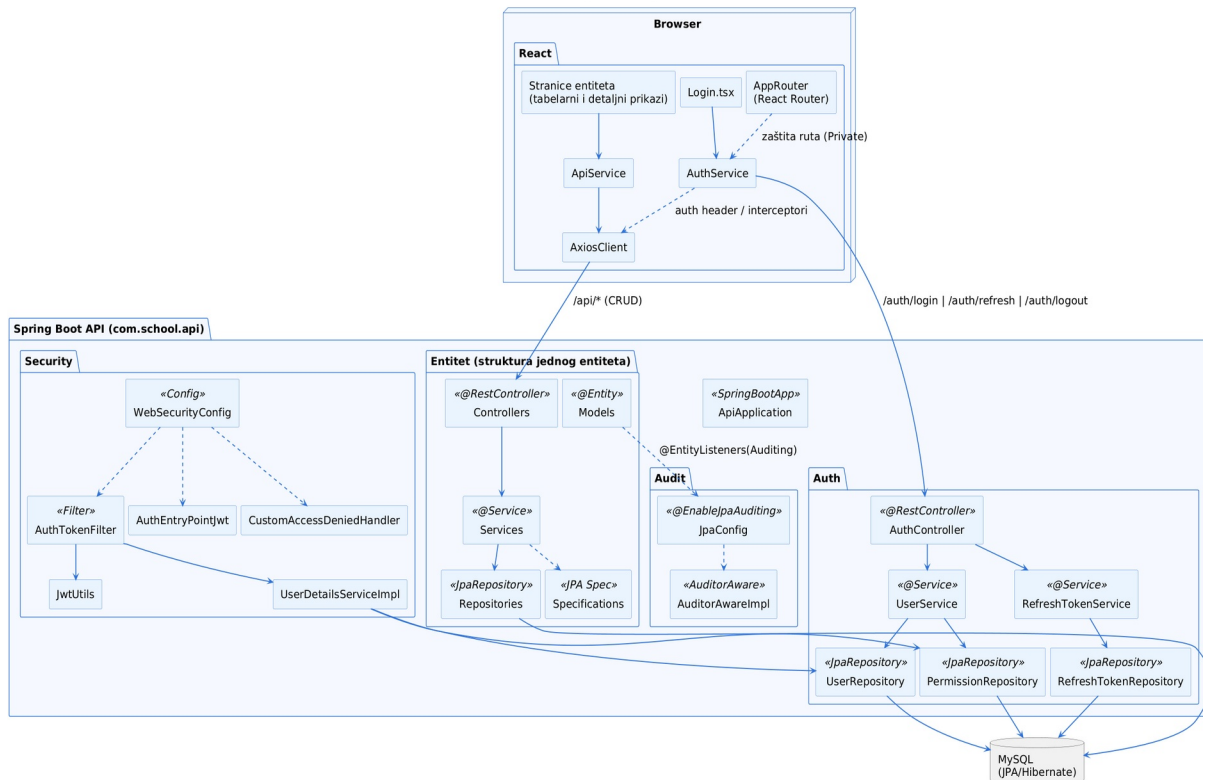 Browser
React
Stranice entiteta
(tabelarni i detaljni prikazi)
Login.tsx
AppRouter
(React Router)
zaštita ruta (Private)
ApiService
AuthService
auth header / interceptori
AxiosClient
/api/* (CRUD)
/auth/login | /auth/refresh | /auth/logout
Spring Boot API (com.school.api)
Security
«Config»
WebSecurityConfig
«Filter»
AuthTokenFilter
AuthEntryPointJwt
CustomAccessDeniedHandler
JwtUtils
UserDetailsServiceImpl
Entitet (struktura jednog entiteta)
«@RestController»
Controllers
«@Entity»
Models
«@Service»
Services
«JpaRepository»
Repositories
«JPA Spec»
Specifications
«SpringBootApp»
ApiApplication
@EntityListeners(Auditing)
Audit
«@EnableJpaAuditing»
JpaConfig
«AuditorAware»
AuditorAwareImpl
Auth
«@RestController»
AuthController
«@Service»
UserService
«@Service»
RefreshTokenService
«JpaRepository»
UserRepository
«JpaRepository»
PermissionRepository
«JpaRepository»
RefreshTokenRepository
MySQL
(JPA/Hibernate)